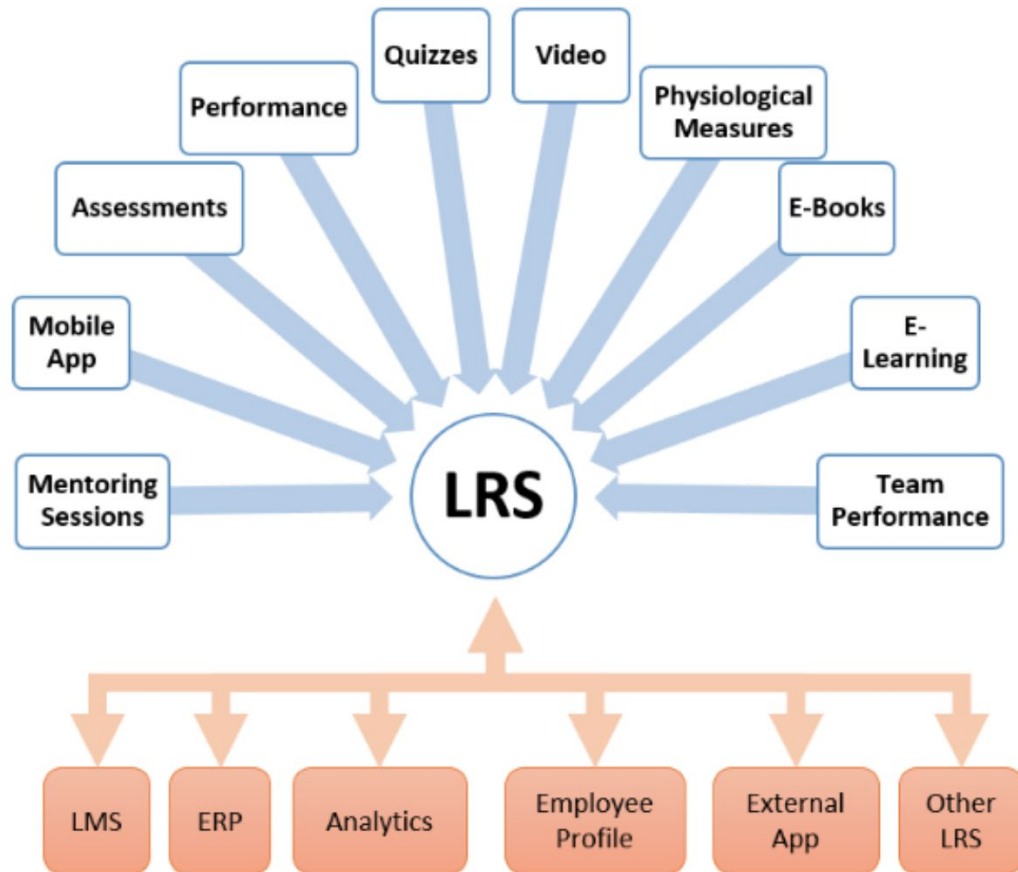 Quizzes
Video
Performance
Physiological
Measures
Assessments
E-Books
Mobile
App
E-
Learning
Mentoring
Sessions
LRS
Team
Performance
LMS
ERP
Analytics
Employee
Profile
External
App
Other
LRS